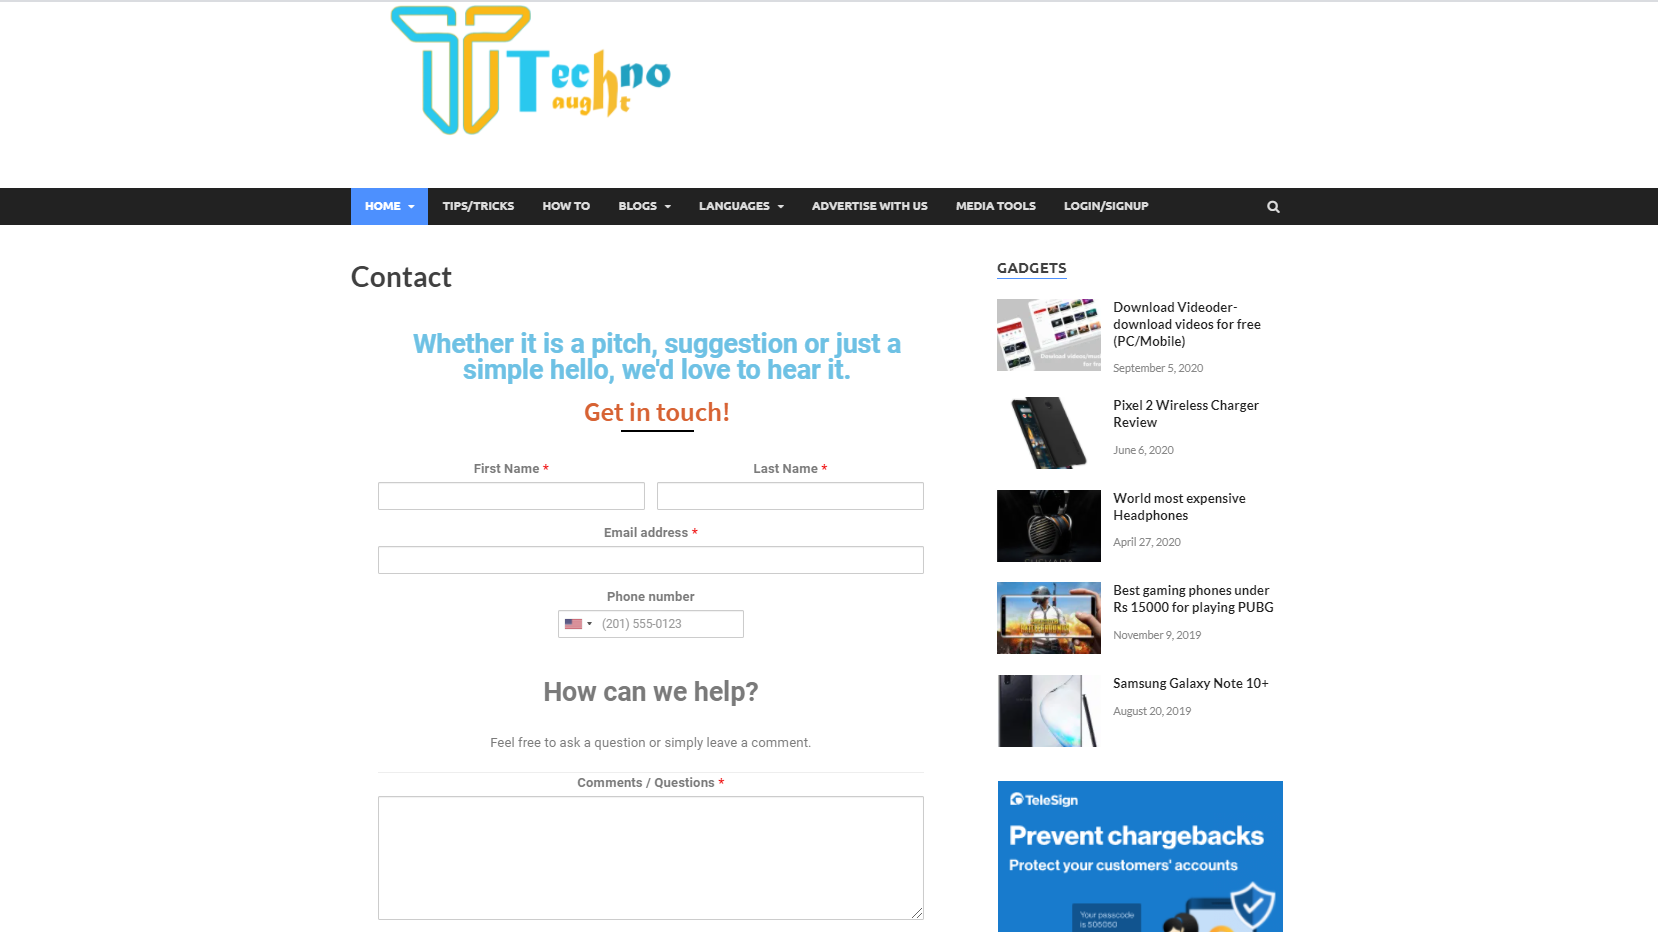 Techno
aught
HOME
TIPS/TRICKS
HOW TO
BLOGS
LANGUAGES
ADVERTISE WITH US
MEDIA TOOLS
LOGIN/SIGNUP
Contact
Whether it is a pitch, suggestion or just a
simple hello, we'd love to hear it.
Get in touch!
First Name *
Last Name *
Email address *
Phone number
(201) 555-0123
How can we help?
Feel free to ask a question or simply leave a comment.
Comments / Questions *
GADGETS
Download Videoder-
download videos for free
(PC/Mobile)
September 5, 2020
Pixel 2 Wireless Charger
Review
June 6, 2020
World most expensive
Headphones
April 27, 2020
Best gaming phones under
Rs 15000 for playing PUBG
November 9, 2019
Samsung Galaxy Note 10+
August 20, 2019
TeleSign
Prevent chargebacks
Protect your customers' accounts
Your passcode
is 505050